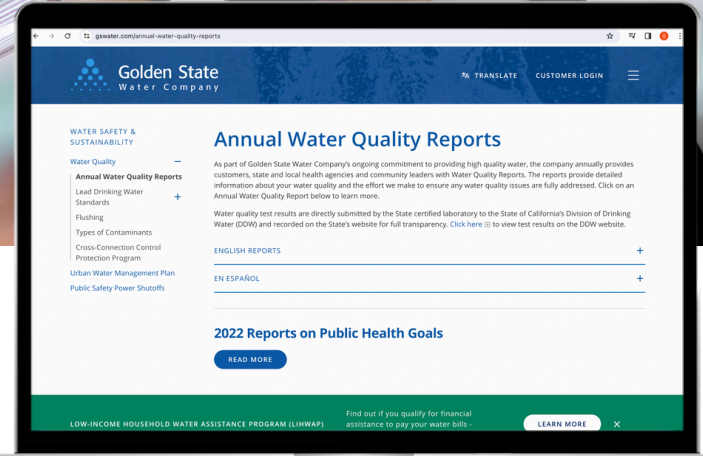 gswater.com/annual-water-quality-reports
Golden State
Water Company
TRANSLATE
CUSTOMER LOGIN
WATER SAFETY &
SUSTAINABILITY
Water Quality
Annual Water Quality Reports
Lead Drinking Water
Standards
Flushing
Types of Contaminants
Cross-Connection Control
Protection Program
Urban Water Management Plan
Public Safety Power Shutoffs
Annual Water Quality Reports
As part of Golden State Water Company's ongoing commitment to providing high quality water, the company annually provides
customers, state and local health agencies and community leaders with Water Quality Reports. The reports provide detailed
information about your water quality and the effort we make to ensure any water quality issues are fully addressed. Click on an
Annual Water Quality Report below to learn more.
Water quality test results are directly submitted by the State certified laboratory to the State of California's Division of Drinking
Water (DDW) and recorded on the State's website for full transparency. Click here to view test results on the DDW website.
ENGLISH REPORTS
EN ESPAÑOL
2022 Reports on Public Health Goals
READ MORE
LOW-INCOME HOUSEHOLD WATER ASSISTANCE PROGRAM (LIHWAP)
Find out if you qualify for financial
assistance to pay your water bills -
LEARN MORE